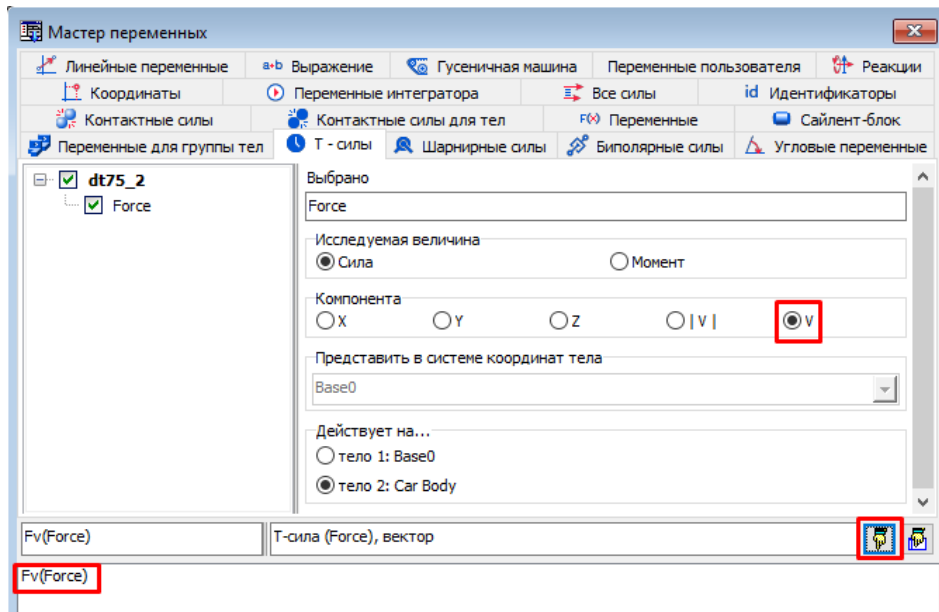 Мастер переменных
Линейные переменные a+b Выражение Гусеничная машина Переменные пользователя Реакции
Координаты Переменные интегратора Все силы id Идентификаторы
Контактные силы Контактные силы для тел F(x) Переменные Сайлент-блок
Переменные для группы тел T - силы Шарнирные силы Биполярные силы Угловые переменные
dt75_2
Force
Выбрано
Force
Исследуемая величина
Сила Момент
Компонента
X Y Z | V | V
Представить в системе координат тела
Base0
Действует на...
тело 1: Base0
тело 2: Car Body
Fv(Force) Т-сила (Force), вектор
Fv(Force)